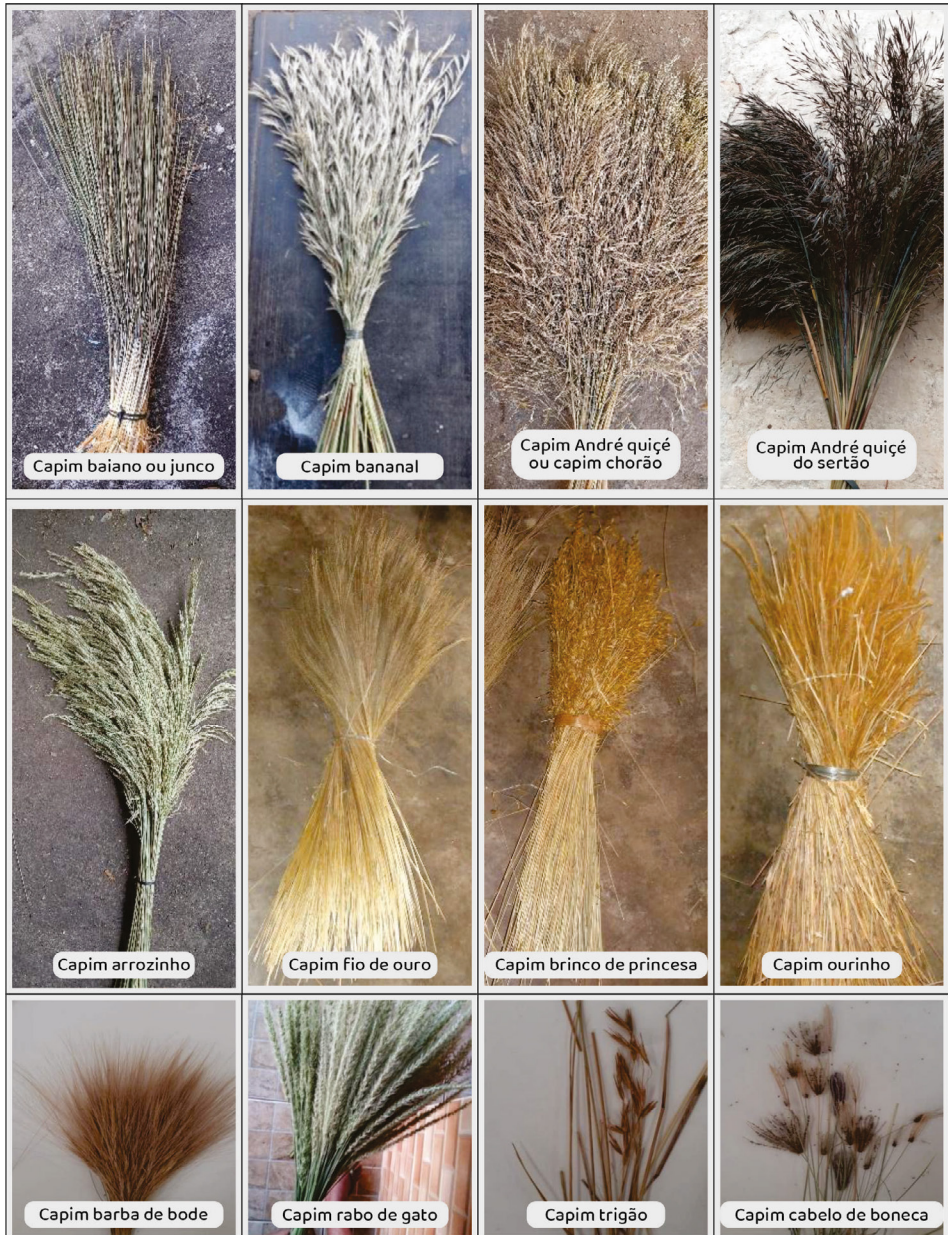 Capim baiano ou junco
Capim bananal
Capim André quiçé
ou capim chorão
Capim André quiçé
do sertão
Capim arrozinho
Capim fio de ouro
Capim brinco de princesa
Capim ourinho
Capim barba de bode
Capim rabo de gato
Capim trigão
Capim cabelo de boneca